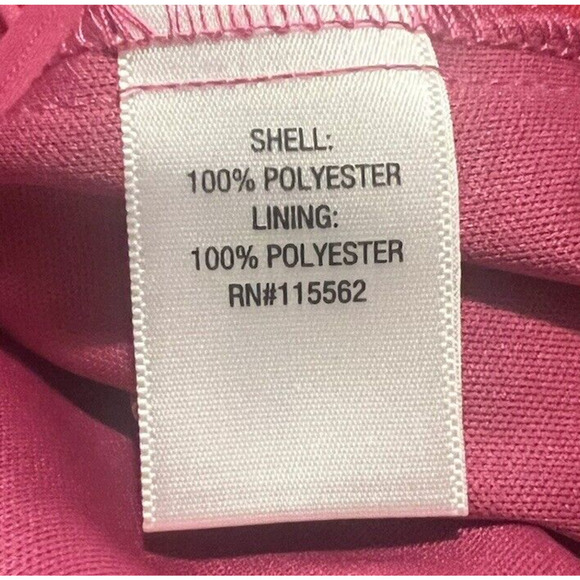 SHELL:
100% POLYESTER
LINING:
100% POLYESTER
RN#115562